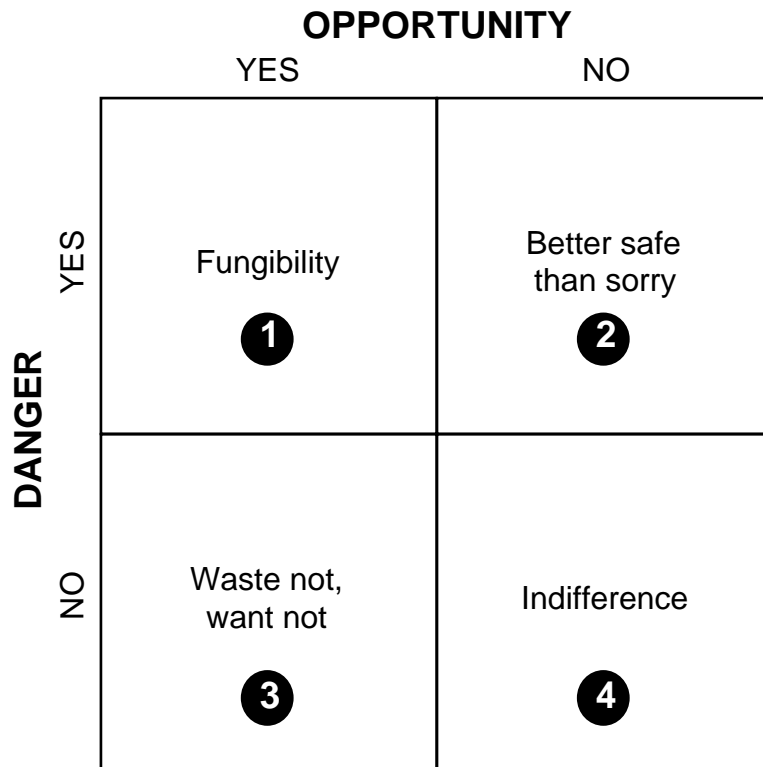 OPPORTUNITY
YES NO
DANGER
YES
Fungibility
1
Better safe
than sorry
2
NO
Waste not,
want not
3
Indifference
4